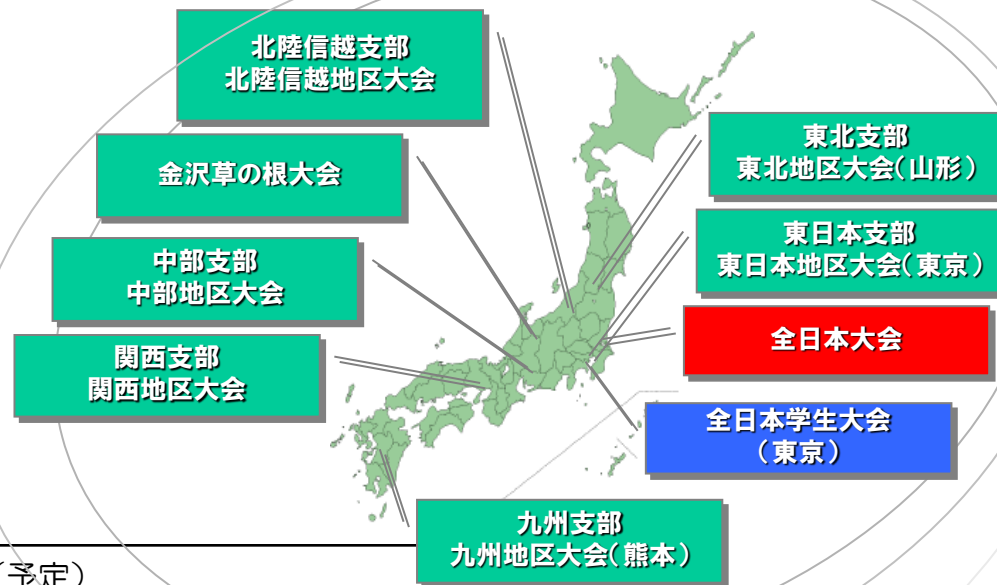 北陸信越支部
北陸信越地区大会
金沢草の根大会
中部支部
中部地区大会
関西支部
関西地区大会
東北支部
東北地区大会(山形)
東日本支部
東日本地区大会(東京)
全日本大会
全日本学生大会
(東京)
九州支部
九州地区大会(熊本)
(予定)